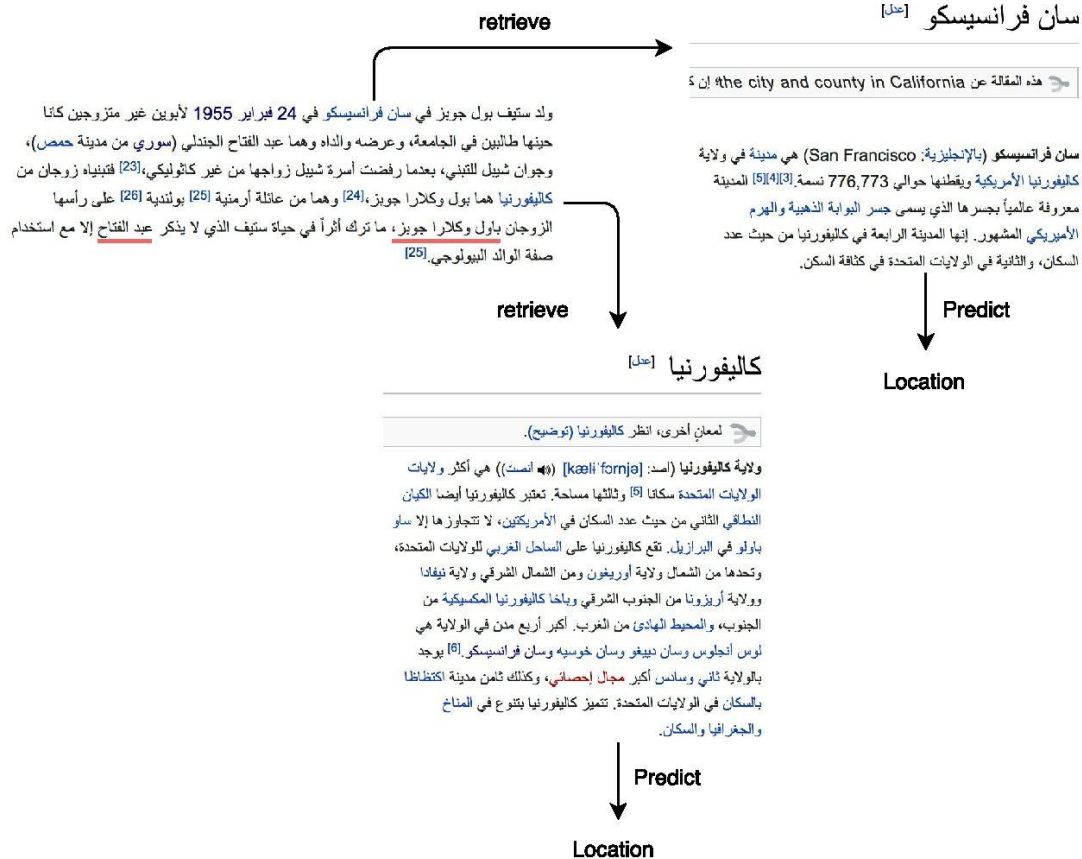 retrieve
سان فرانسيسكو [عدل]
هذه المقالة عن the city and county in California؛ إن ك
ولد ستيف بول جوبز في سان فرانسيسكو في 24 فبراير 1955 لأبوين غير متزوجين كانا
حينها طالبين في الجامعة، وعرضه والداه وهما عبد الفتاح الجندلي (سوري من مدينة حمص)،
وجوان شيبل للتبني، بعدما رفضت أسرة شيبل زواجها من غير كاثوليكي،[23] فتبنياه زوجان من
كاليفورنيا هما بول وكلارا جوبز،[24] وهما من عائلة أرمنية [25] بولندية [26] على رأسها
الزوجان باول وكلارا جوبز، ما ترك أثراً في حياة ستيف الذي لا يذكر عبد الفتاح إلا مع استخدام
صفة الوالد البيولوجي.[25]
سان فرانسيسكو (بالإنجليزية: San Francisco) هي مدينة في ولاية
كاليفورنيا الأمريكية ويقطنها حوالي 776,773 نسمة.[3][4][5] المدينة
معروفة عالمياً بجسرها الذي يسمى جسر البوابة الذهبية والهرم
الأميريكي المشهور. إنها المدينة الرابعة في كاليفورنيا من حيث عدد
السكان، والثانية في الولايات المتحدة في كثافة السكن.
retrieve
Predict
Location
كاليفورنيا [عدل]
لمعانٍ أخرى، انظر كاليفورنيا (توضيح).
ولاية كاليفورنيا (اصد: [kælɨˈfɔrnjə] (انصت)) هي أكثر ولايات
الولايات المتحدة سكانا [5] وثالثها مساحة. تعتبر كاليفورنيا أيضا الكيان
النطاقي الثاني من حيث عدد السكان في الأمريكتين، لا تتجاوزها إلا ساو
باولو في البرازيل. تقع كاليفورنيا على الساحل الغربي للولايات المتحدة،
وتحدها من الشمال ولاية أوريغون ومن الشمال الشرقي ولاية نيفادا
وولاية أريزونا من الجنوب الشرقي وباخا كاليفورنيا المكسيكية من
الجنوب، والمحيط الهادئ من الغرب. أكبر أربع مدن في الولاية هي
لوس أنجلوس وسان دييغو وسان خوسيه وسان فرانسيسكو.[6] يوجد
بالولاية ثاني وسادس أكبر مجال إحصائي، وكذلك ثامن مدينة اكتظاظا
بالسكان في الولايات المتحدة. تتميز كاليفورنيا بتنوع في المناخ
والجغرافيا والسكان.
Predict
Location